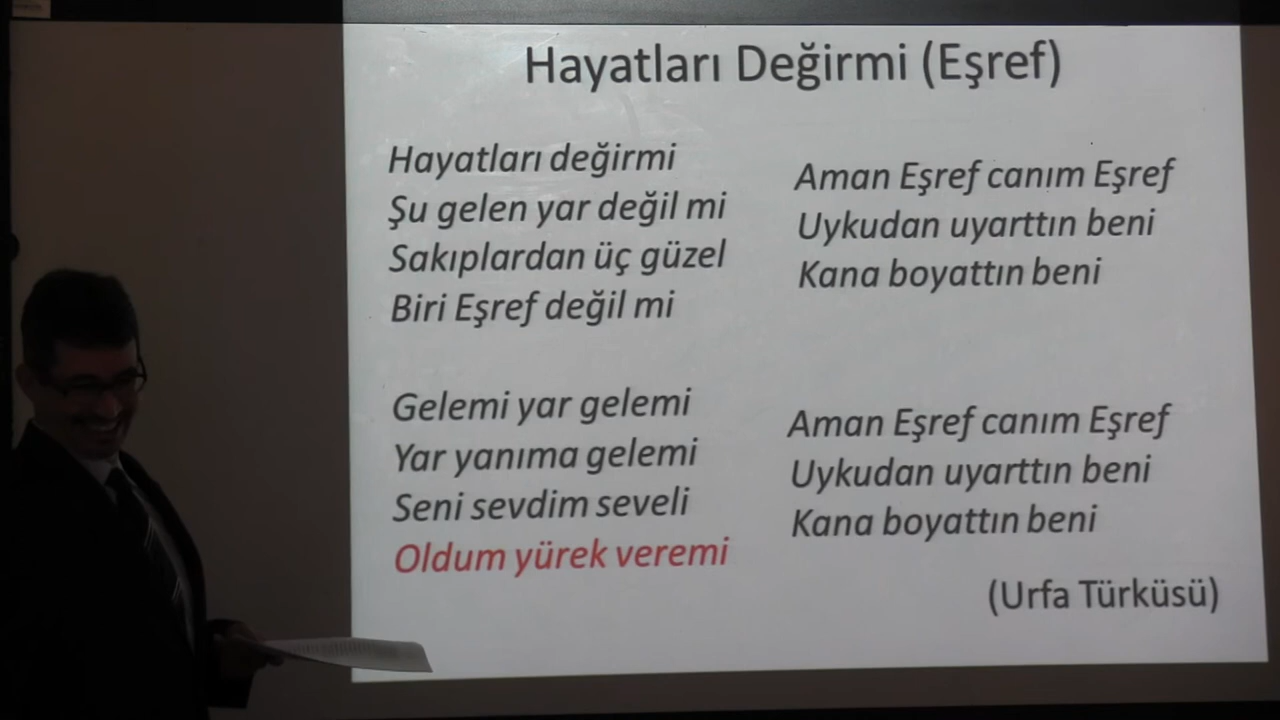 Hayatları Değirmi (Eşref)
Hayatları değirmi
Şu gelen yar değil mi
Sakıplardan üç güzel
Biri Eşref değil mi
Aman Eşref canım Eşref
Uykudan uyarttın beni
Kana boyattın beni
Gelemi yar gelemi
Yar yanıma gelemi
Seni sevdim seveli
Oldum yürek veremi
Aman Eşref canım Eşref
Uykudan uyarttın beni
Kana boyattın beni
(Urfa Türküsü)